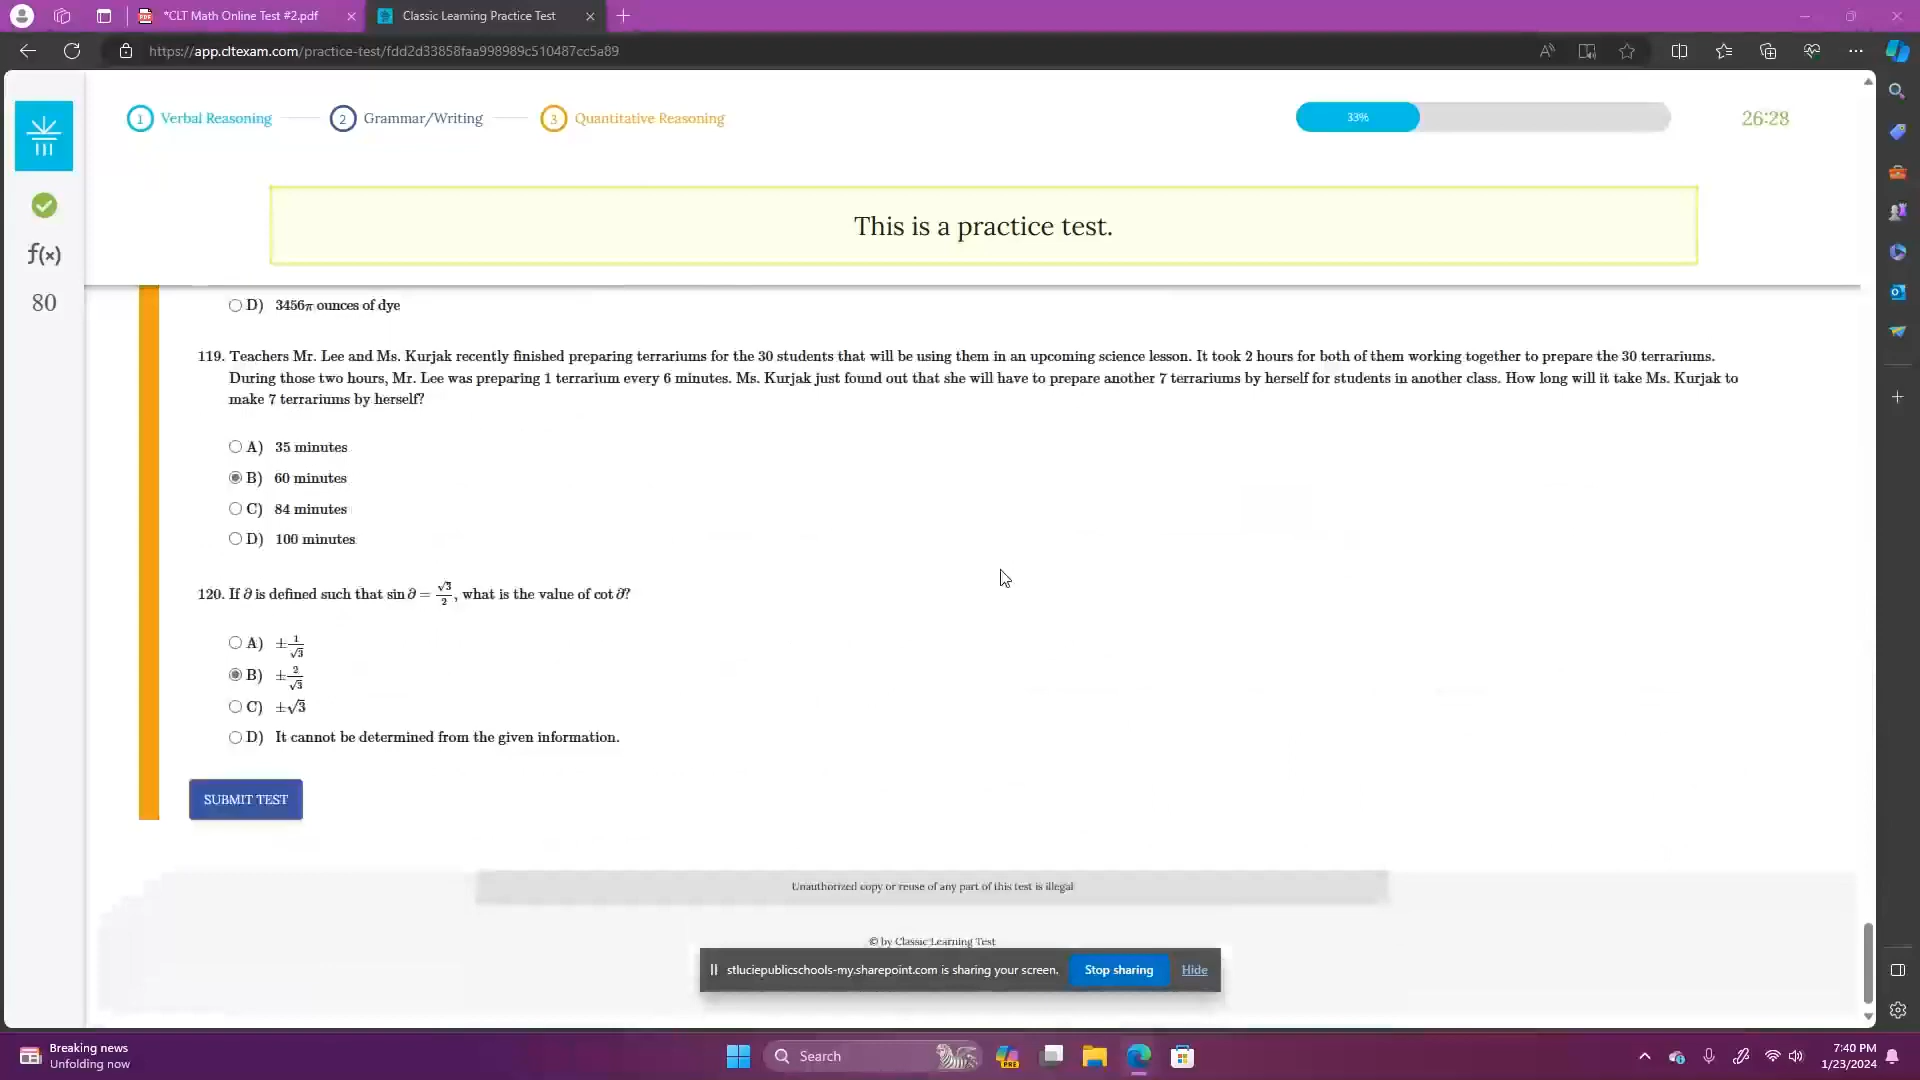 *CLT Math Online Test #2.pdf
Classic Learning Practice Test
https://app.cltexam.com/practice-test/fdd2d33858faa998989c510487cc5a89
1 Verbal Reasoning
2 Grammar/Writing
3 Quantitative Reasoning
33%
26:28
This is a practice test.
f(x)
80
D) 3456π ounces of dye
119. Teachers Mr. Lee and Ms. Kurjak recently finished preparing terrariums for the 30 students that will be using them in an upcoming science lesson. It took 2 hours for both of them working together to prepare the 30 terrariums.
During those two hours, Mr. Lee was preparing 1 terrarium every 6 minutes. Ms. Kurjak just found out that she will have to prepare another 7 terrariums by herself for students in another class. How long will it take Ms. Kurjak to
make 7 terrariums by herself?
A) 35 minutes
B) 60 minutes
C) 84 minutes
D) 100 minutes
120. If ∂ is defined such that sin ∂ = √3/2, what is the value of cot ∂?
A) ±1/√3
B) ±2/√3
C) ±√3
D) It cannot be determined from the given information.
SUBMIT TEST
Unauthorized copy or reuse of any part of this test is illegal
© by Classic Learning Test
stluciepublicschools-my.sharepoint.com is sharing your screen.
Stop sharing
Hide
Breaking news
Unfolding now
Search
PRE
7:40 PM
1/23/2024